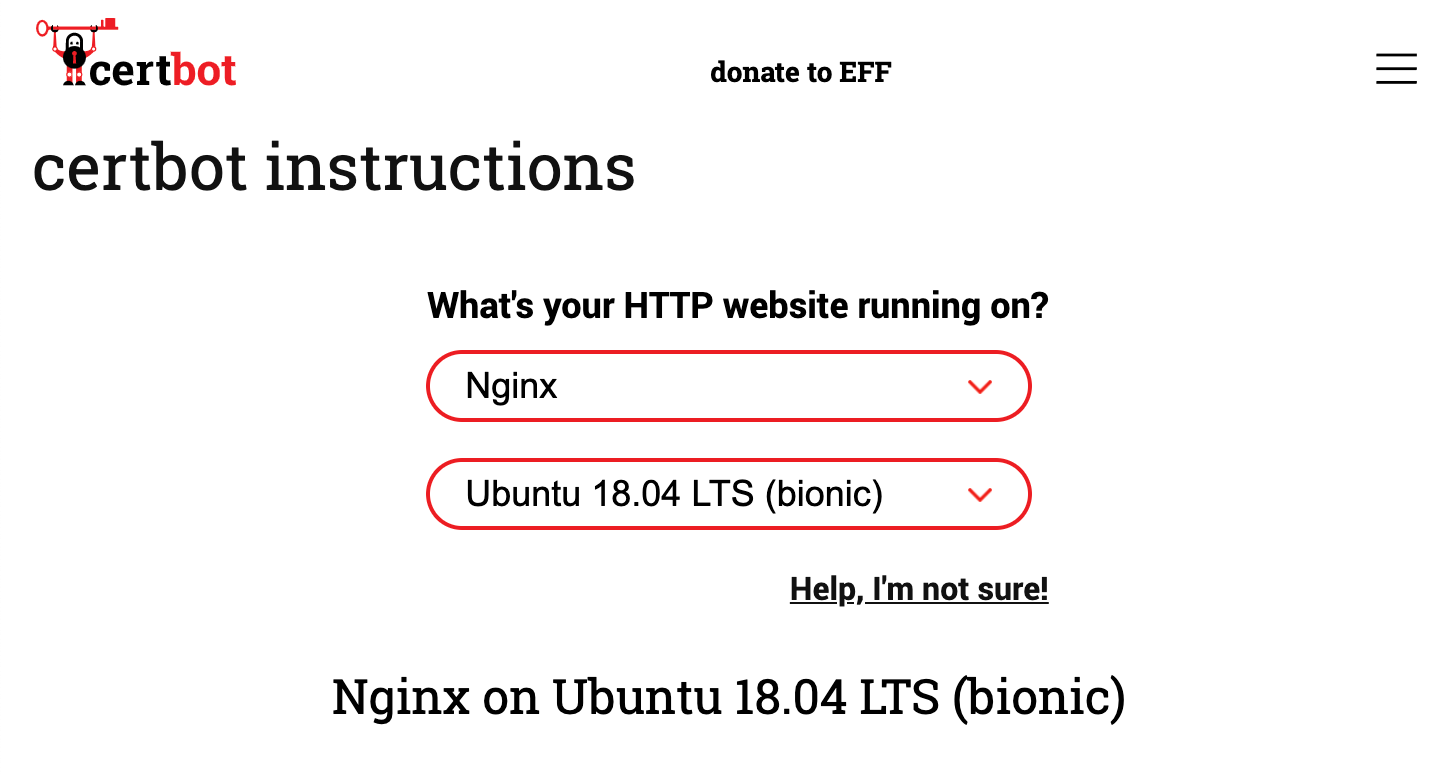 certbot
donate to EFF
certbot instructions
What's your HTTP website running on?
Nginx
Ubuntu 18.04 LTS (bionic)
Help, I'm not sure!
Nginx on Ubuntu 18.04 LTS (bionic)